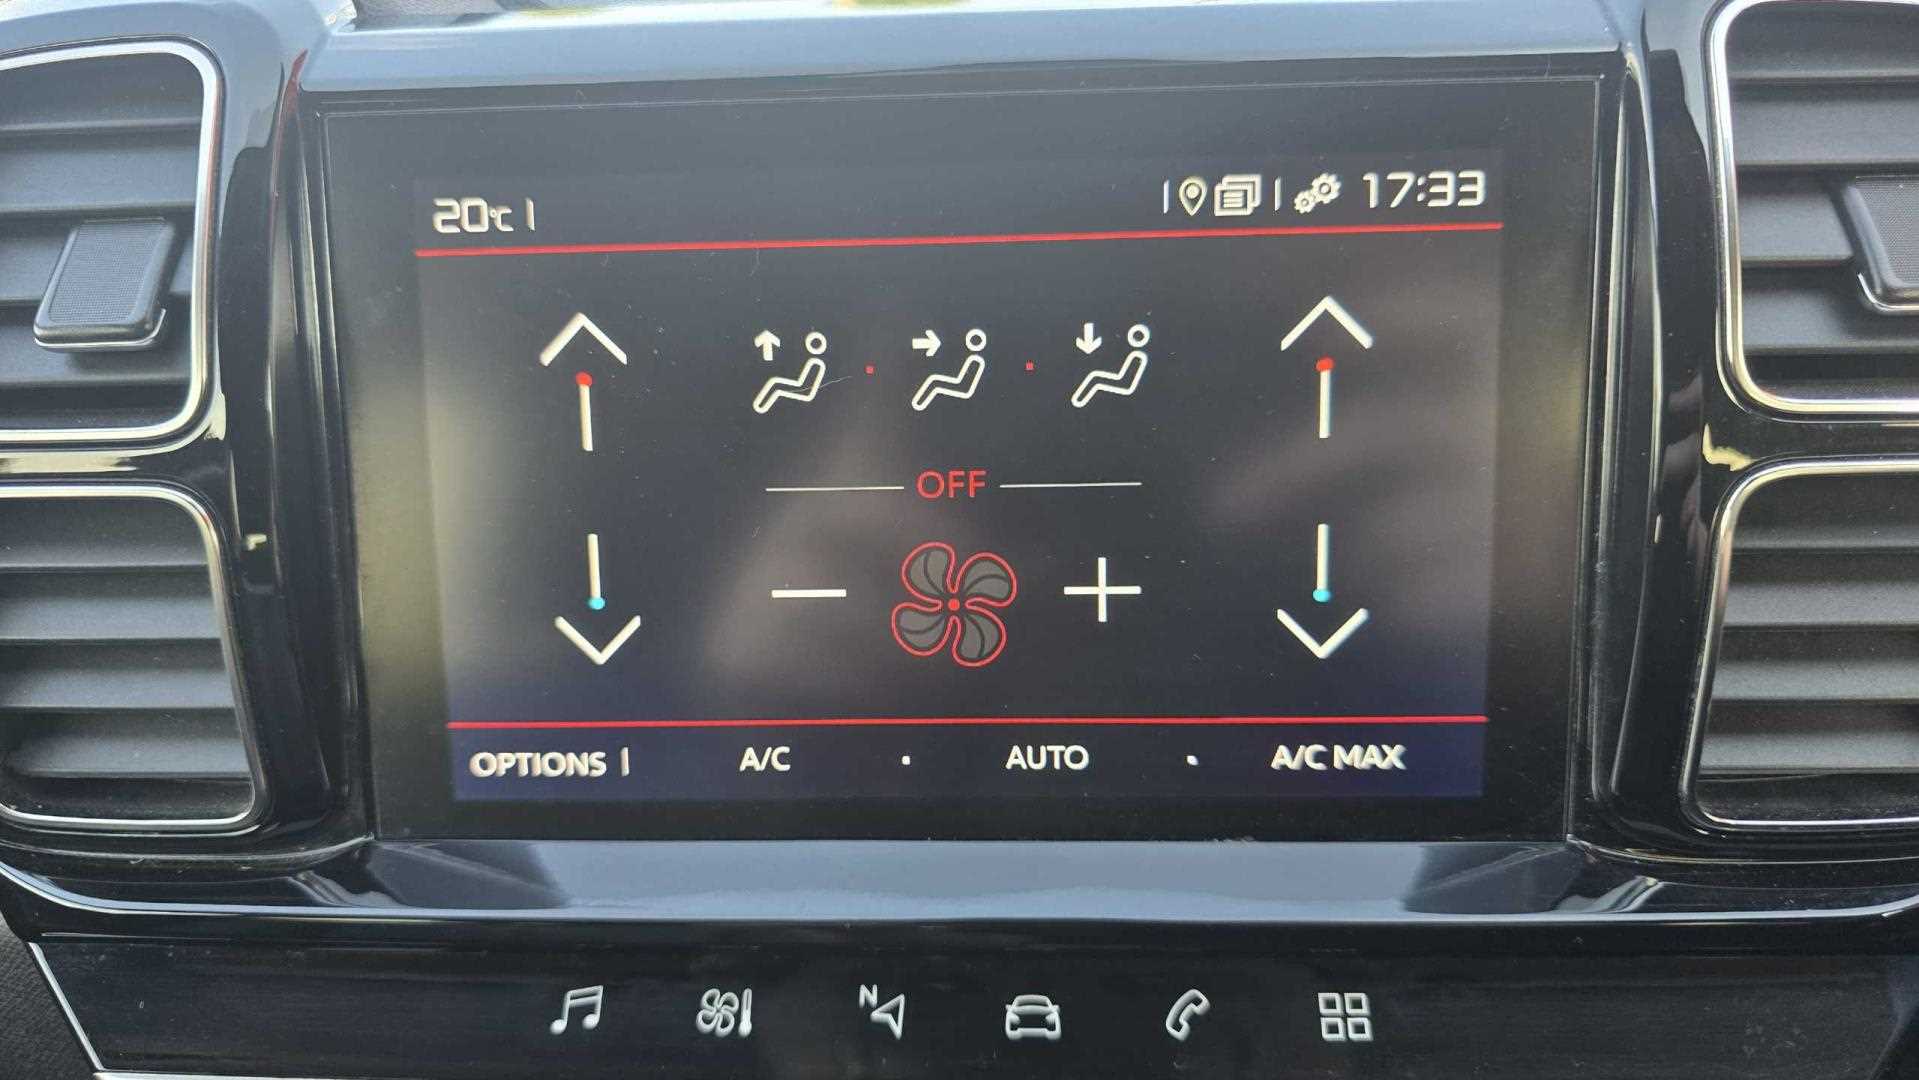 20°C 17:33
OFF
OPTIONS A/C AUTO A/C MAX
N